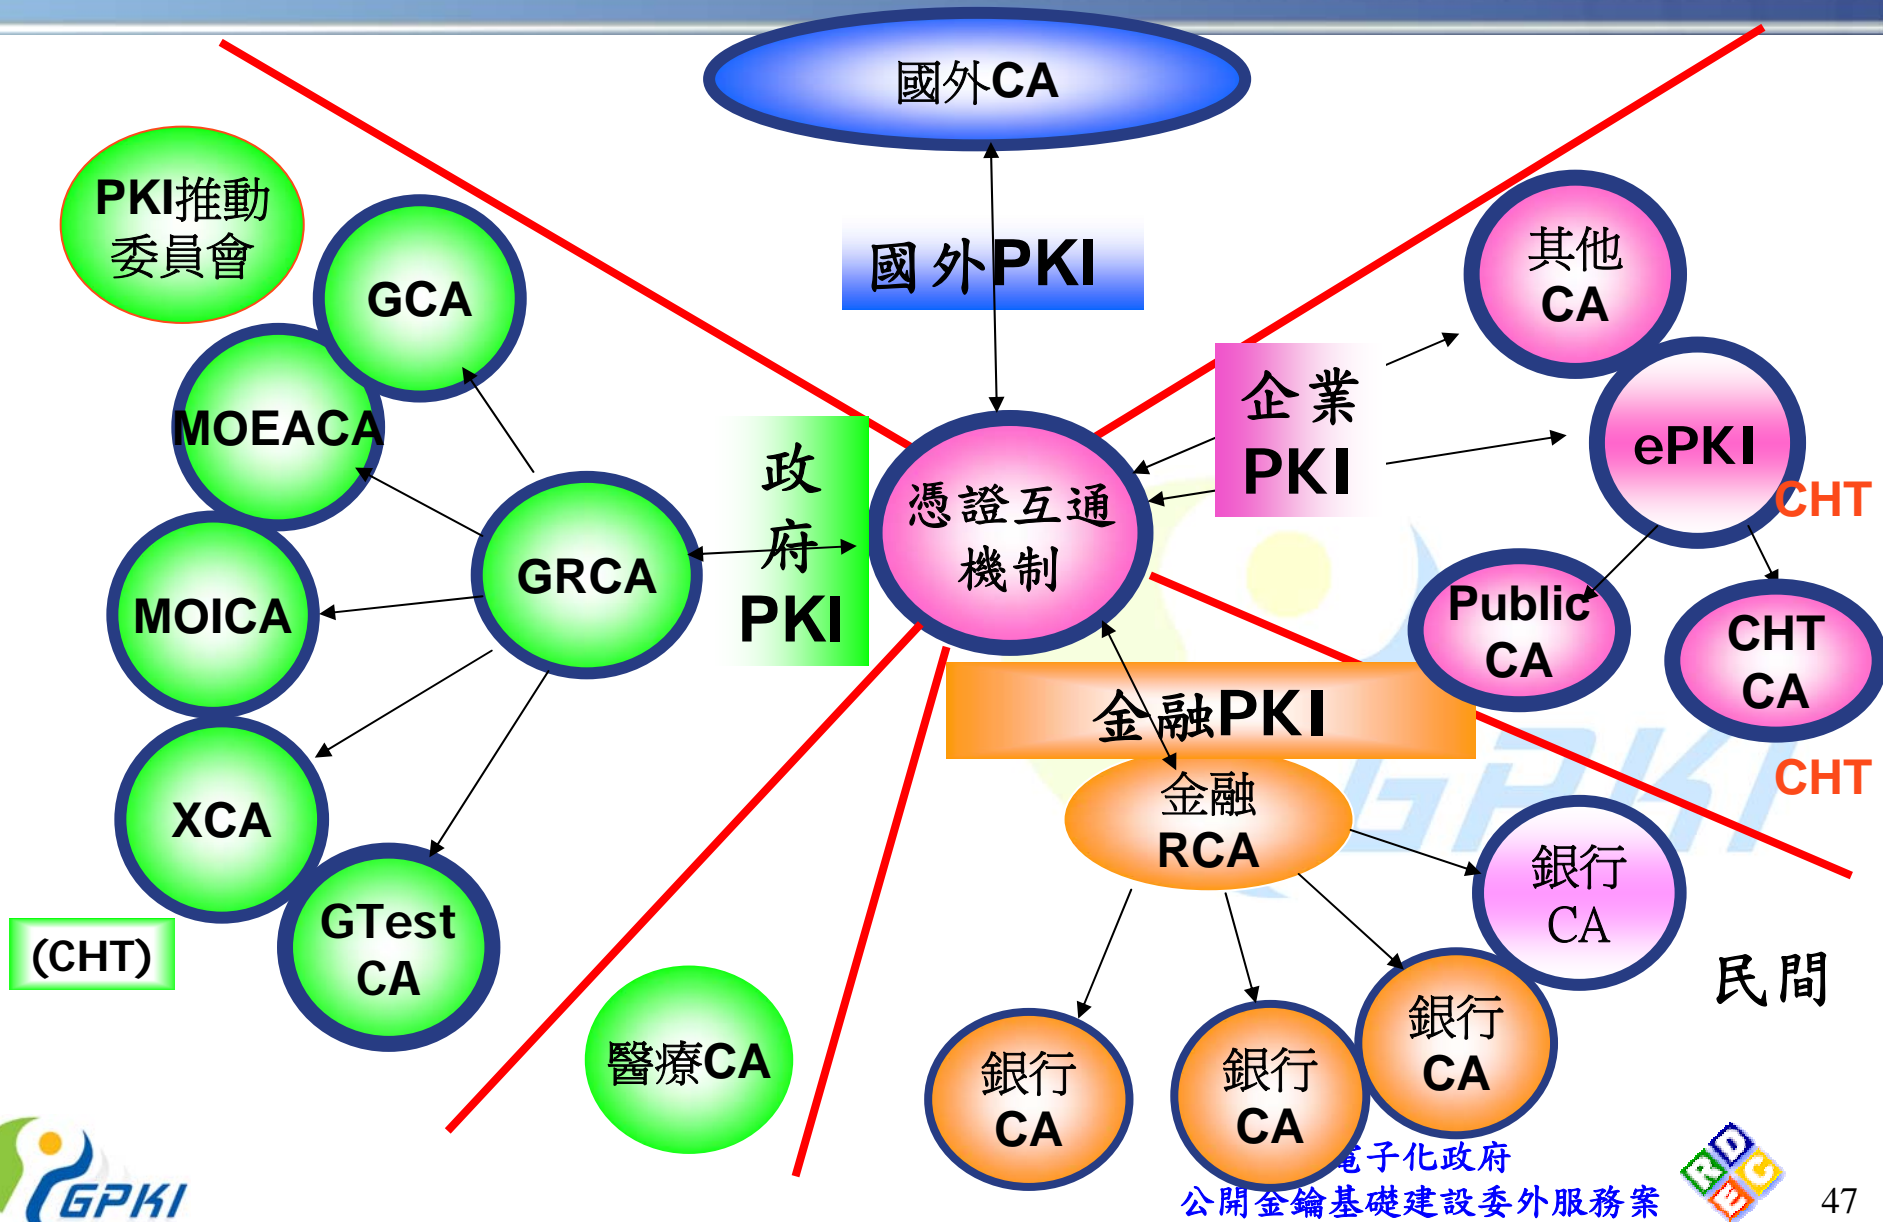 國外CA
PKI推動
委員會
GCA
國外PKI
其他
CA
MOEACA
企業
PKI
ePKI
CHT
政
府
PKI
憑證互通
機制
GRCA
MOICA
Public
CA
CHT
CA
金融PKI
CHT
金融
RCA
XCA
銀行
CA
GTest
CA
(CHT)
民間
銀行
CA
醫療CA
銀行
CA
銀行
CA
電子化政府
公開金鑰基礎建設委外服務案
GPKI
GPKI
RDEC
47